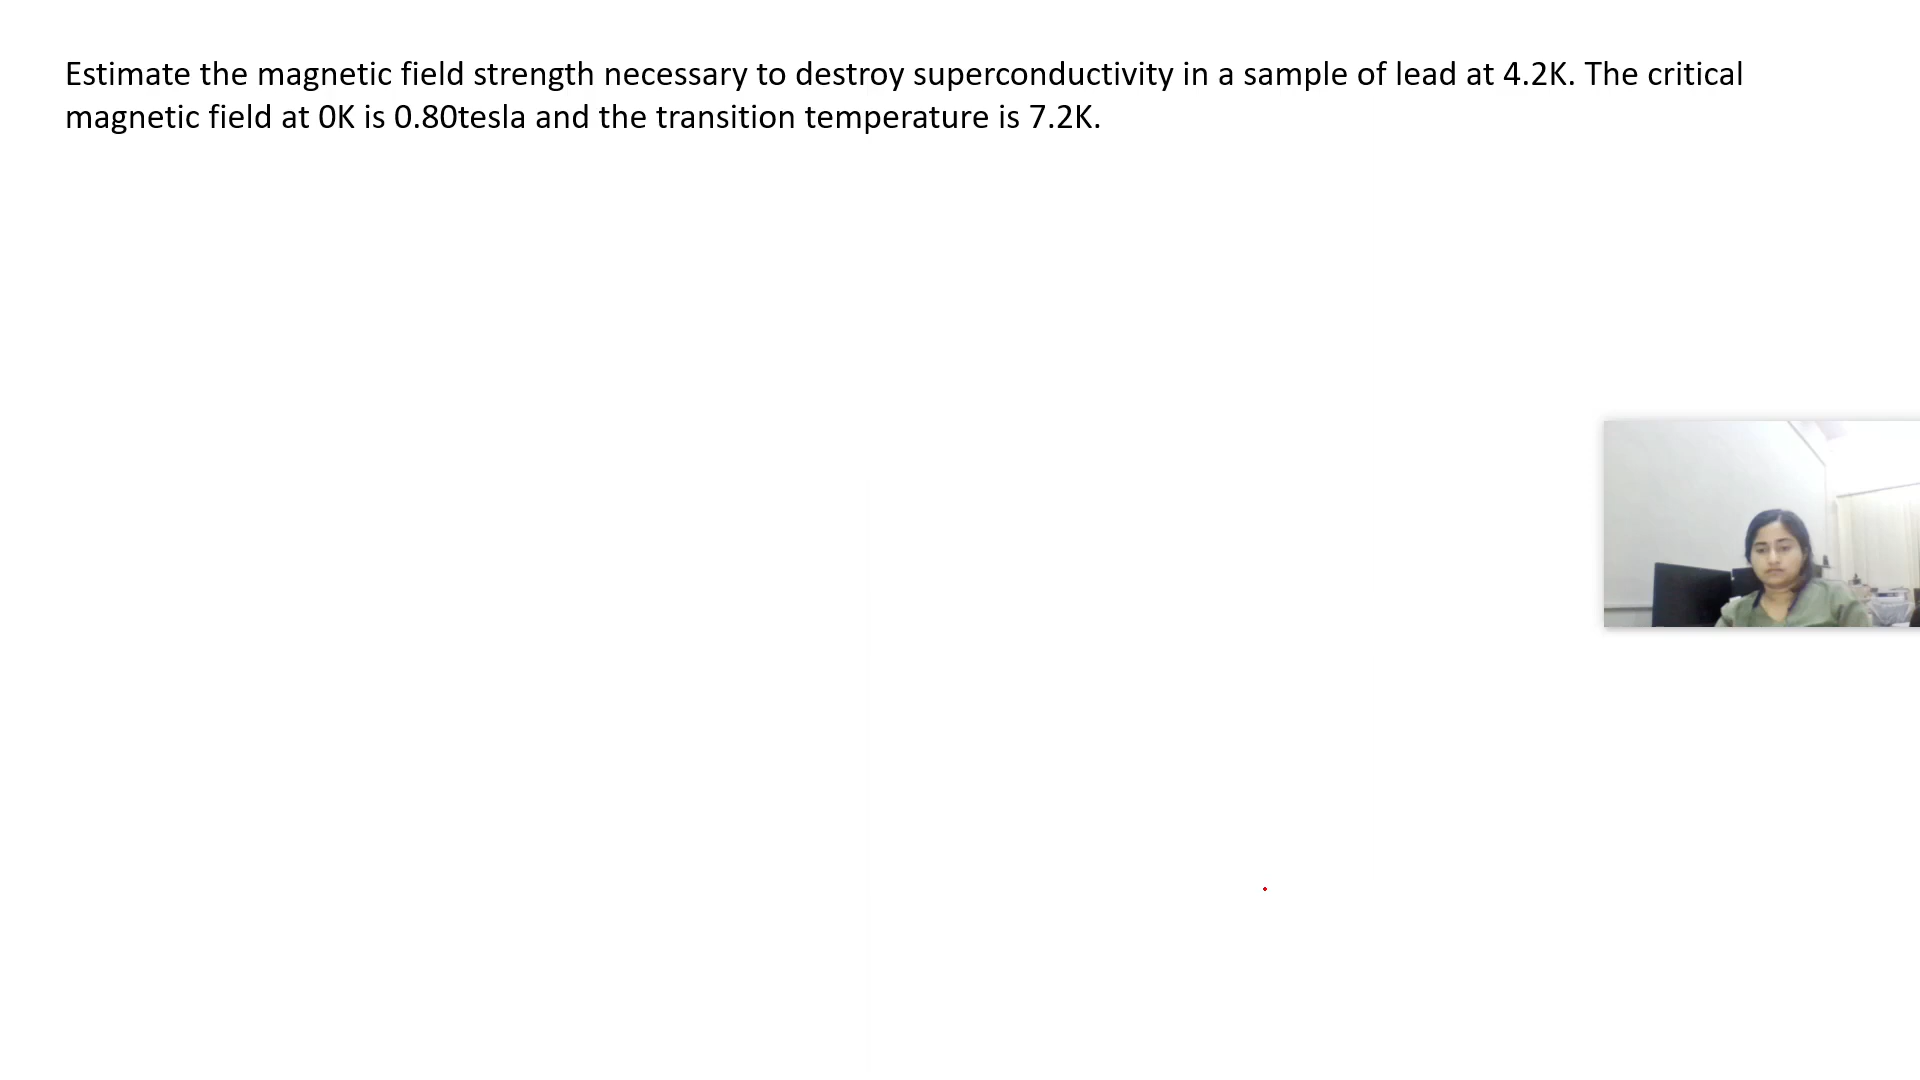 Estimate the magnetic field strength necessary to destroy superconductivity in a sample of lead at 4.2K. The critical
magnetic field at 0K is 0.80tesla and the transition temperature is 7.2K.